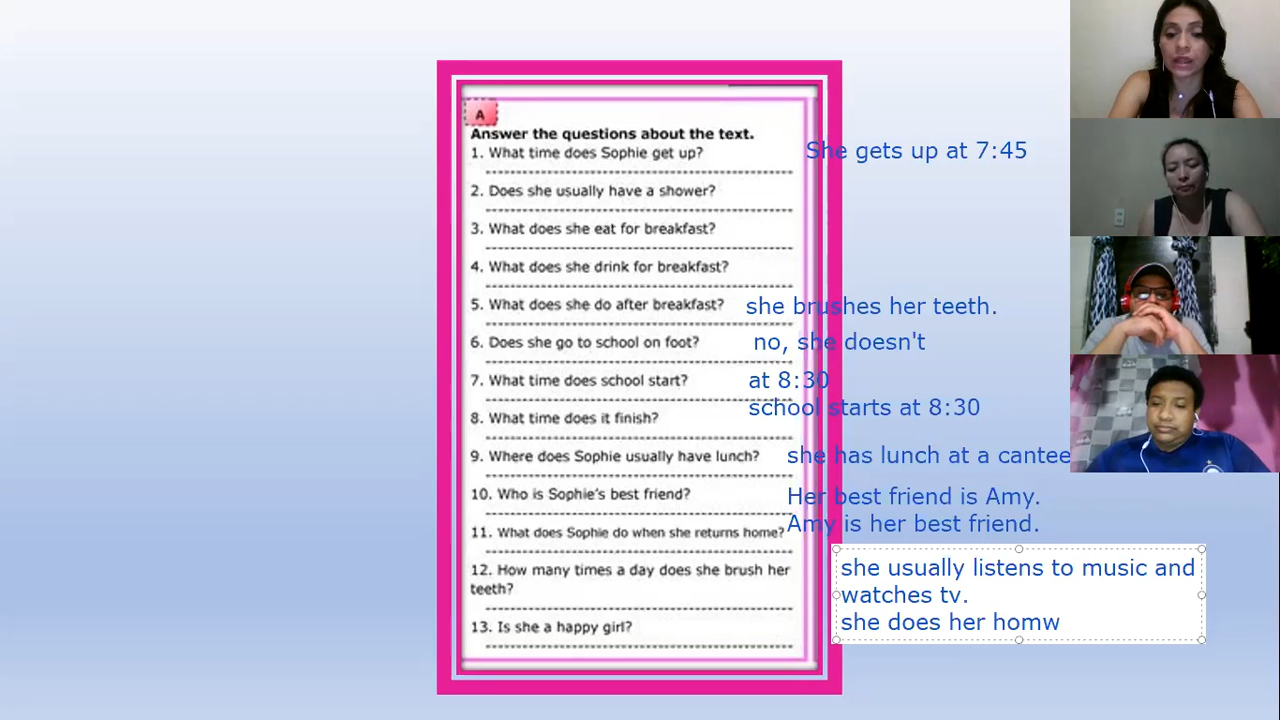 A
Answer the questions about the text.
1. What time does Sophie get up?
She gets up at 7:45
2. Does she usually have a shower?
3. What does she eat for breakfast?
4. What does she drink for breakfast?
5. What does she do after breakfast?
she brushes her teeth.
6. Does she go to school on foot?
no, she doesn't
7. What time does school start?
at 8:30
school starts at 8:30
8. What time does it finish?
9. Where does Sophie usually have lunch?
she has lunch at a cantee
10. Who is Sophie's best friend?
Her best friend is Amy.
Amy is her best friend.
11. What does Sophie do when she returns home?
she usually listens to music and
watches tv.
she does her homw
12. How many times a day does she brush her
teeth?
13. Is she a happy girl?